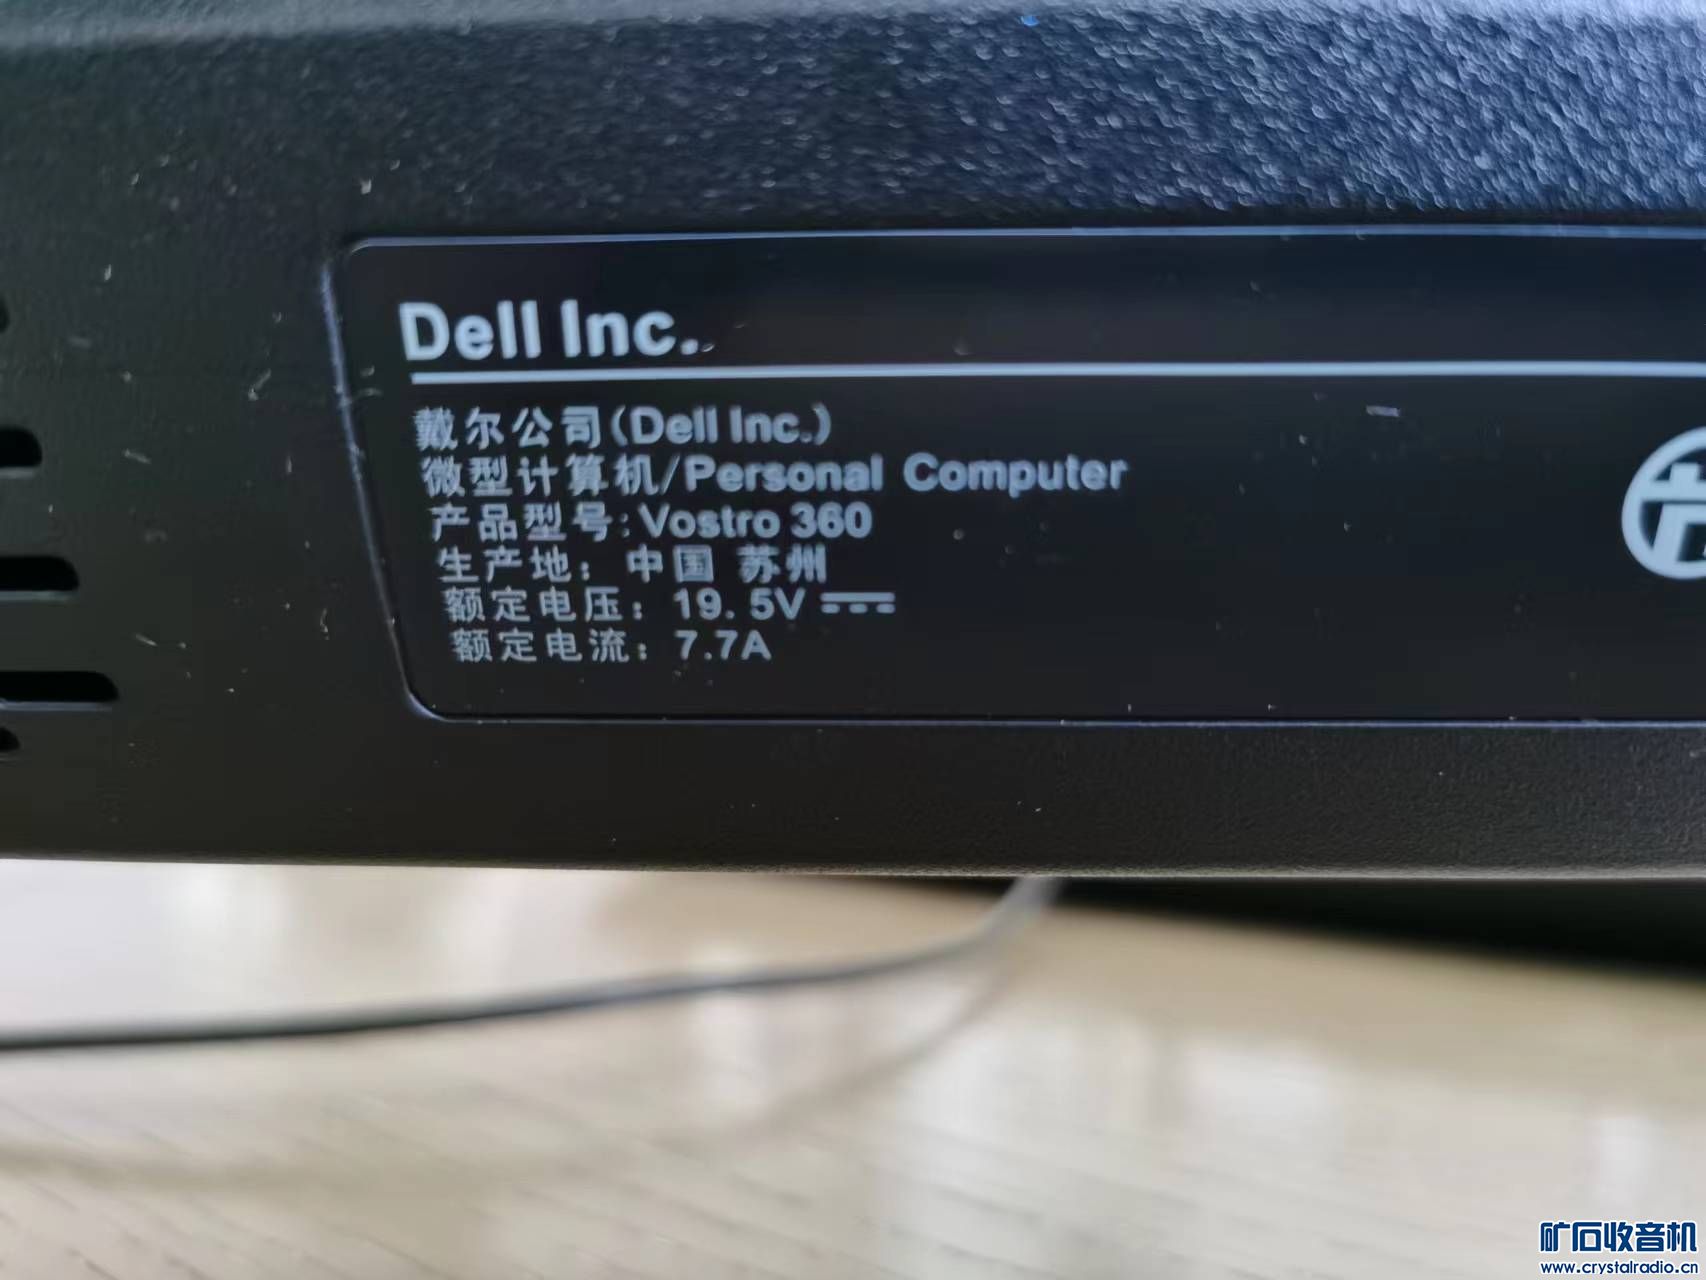 Dell Inc.
戴尔公司(Dell Inc.)
微型计算机/Personal Computer
产品型号: Vostro 360
生产地: 中国 苏州
额定电压: 19.5V
额定电流: 7.7A
矿石收音机
www.crystalradio.cn